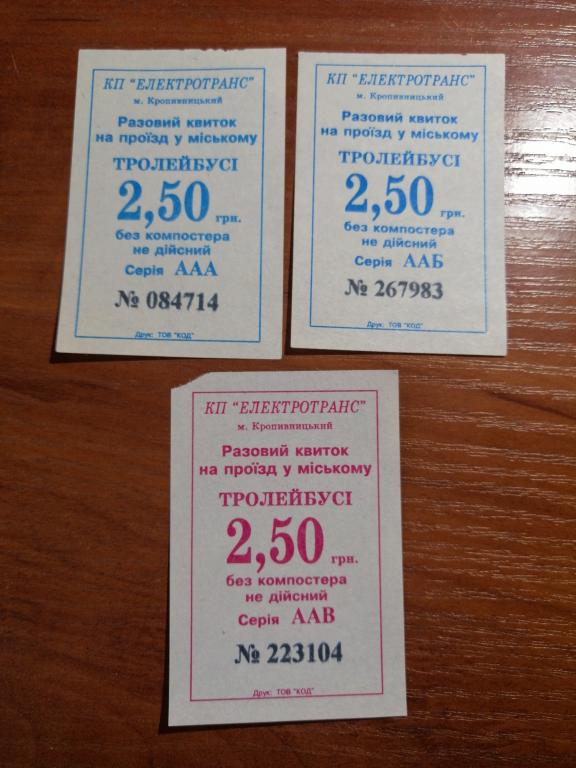 КП "ЕЛЕКТРОТРАНС"
м. Кропивницький
Разовий квиток
на проїзд у міському
ТРОЛЕЙБУСІ
2,50 грн.
без компостера
не дійсний
Серія ААА
№ 084714
Друк: ТОВ "КОД"
КП "ЕЛЕКТРОТРАНС"
м. Кропивницький
Разовий квиток
на проїзд у міському
ТРОЛЕЙБУСІ
2,50 грн.
без компостера
не дійсний
Серія ААБ
№ 267983
Друк: ТОВ "КОД"
КП "ЕЛЕКТРОТРАНС"
м. Кропивницький
Разовий квиток
на проїзд у міському
ТРОЛЕЙБУСІ
2,50 грн.
без компостера
не дійсний
Серія ААВ
№ 223104
Друк: ТОВ "КОД"